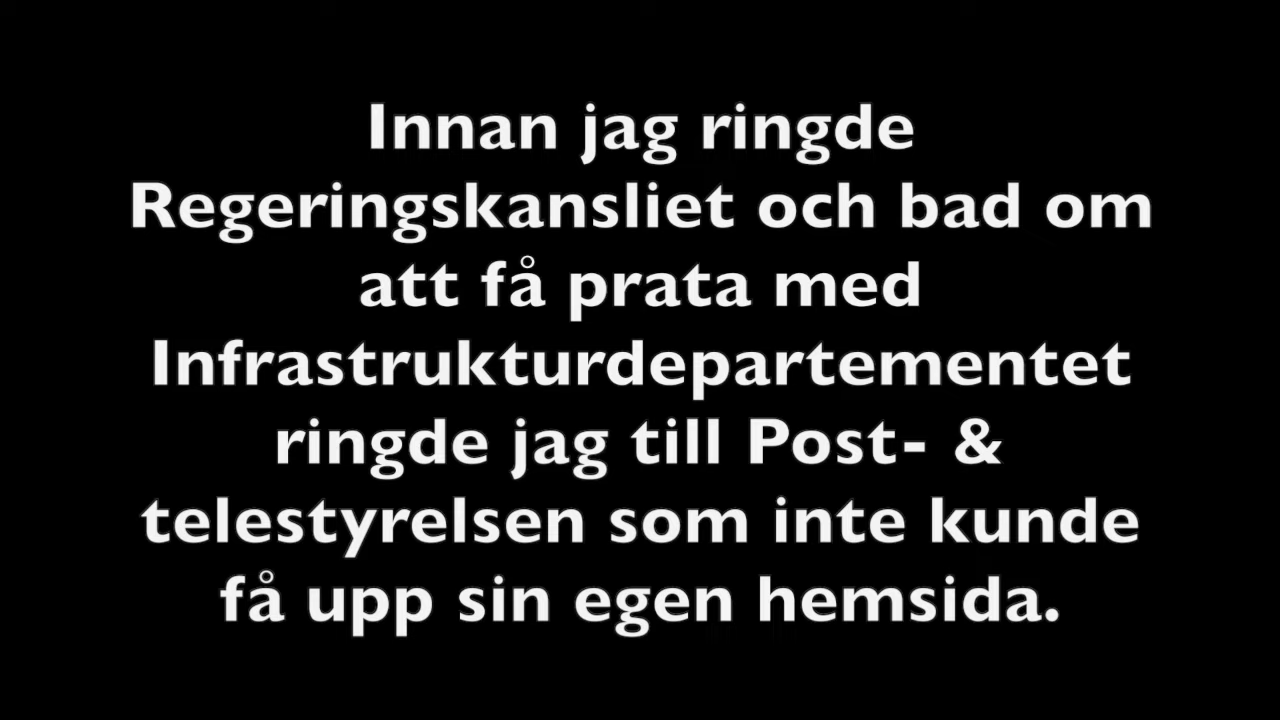 Innan jag ringde
Regeringskansliet och bad om
att få prata med
Infrastrukturdepartementet
ringde jag till Post- &
telestyrelsen som inte kunde
få upp sin egen hemsida.